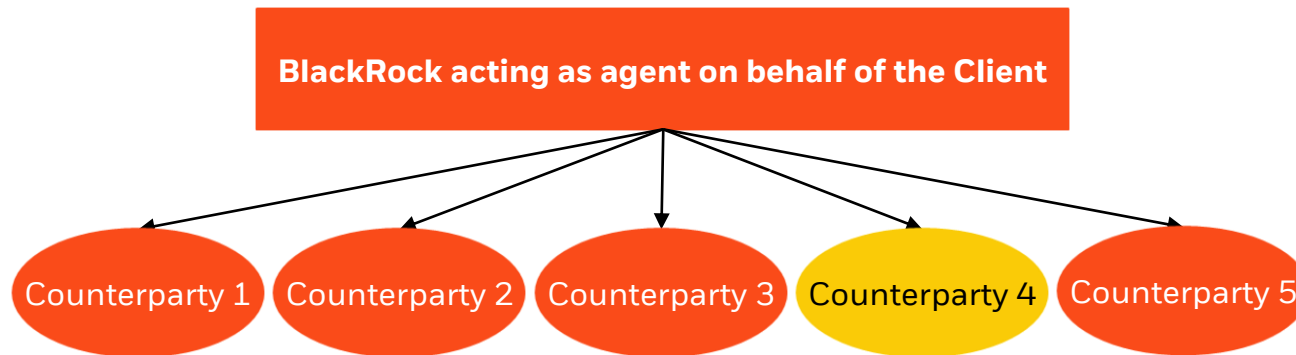 BlackRock acting as agent on behalf of the Client
Counterparty 1
Counterparty 2
Counterparty 3
Counterparty 4
Counterparty 5